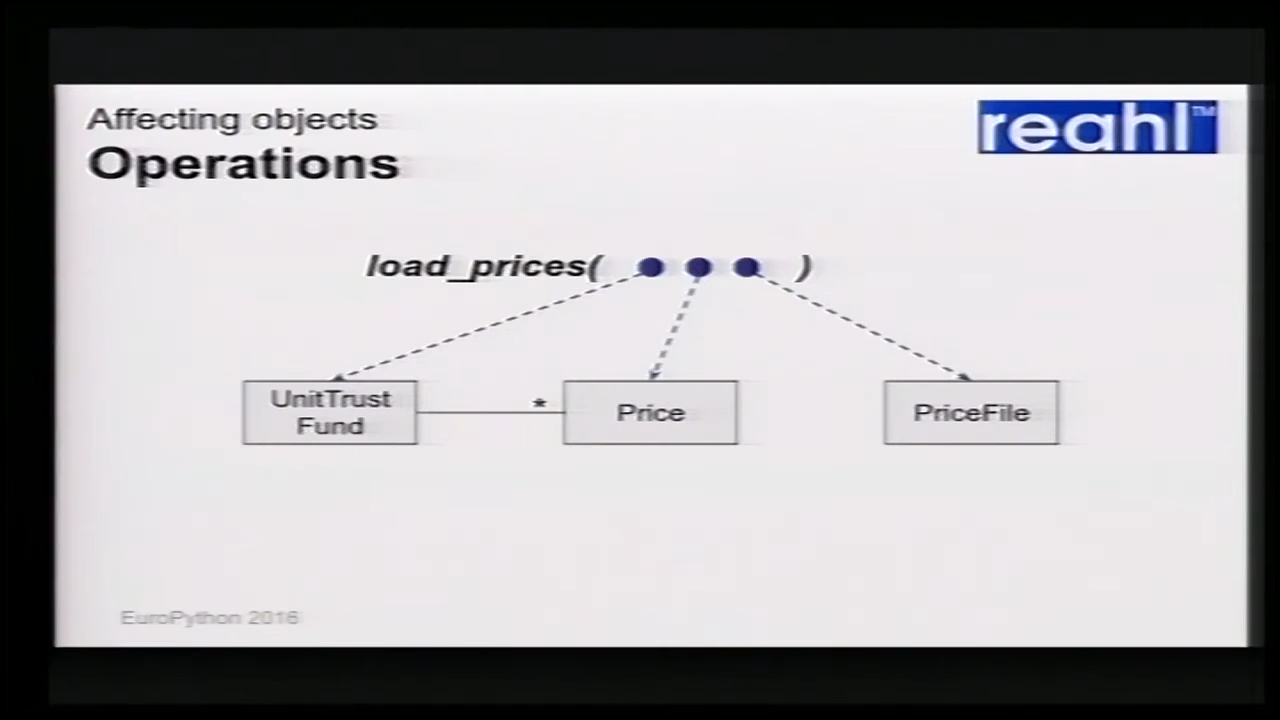 Affecting objects
reahl™
Operations
load_prices( )
UnitTrust
Fund
*
Price
PriceFile
EuroPython 2016